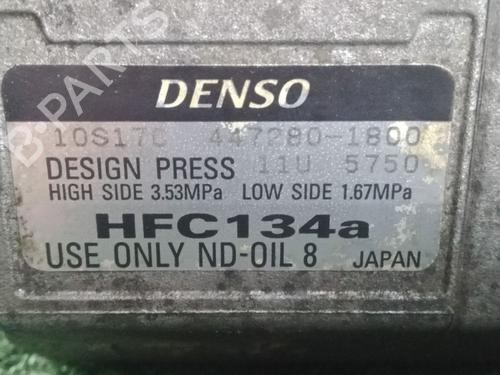 DENSO
10S17C 447280-1800
DESIGN PRESS 11U 5750
HIGH SIDE 3.53MPa LOW SIDE 1.67MPa
HFC134a
USE ONLY ND-OIL 8 JAPAN
B-PARTS